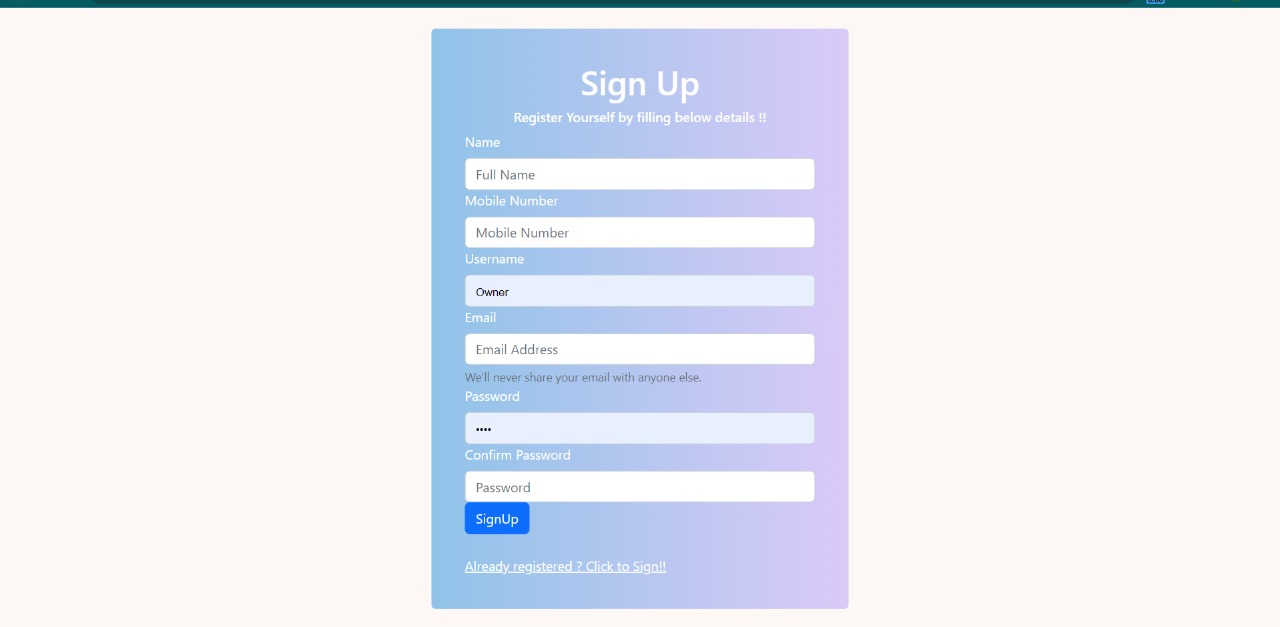 Sign Up
Register Yourself by filling below details !!
Name
Full Name
Mobile Number
Mobile Number
Username
Owner
Email
Email Address
We'll never share your email with anyone else.
Password
••••
Confirm Password
Password
SignUp
Already registered ? Click to Sign!!